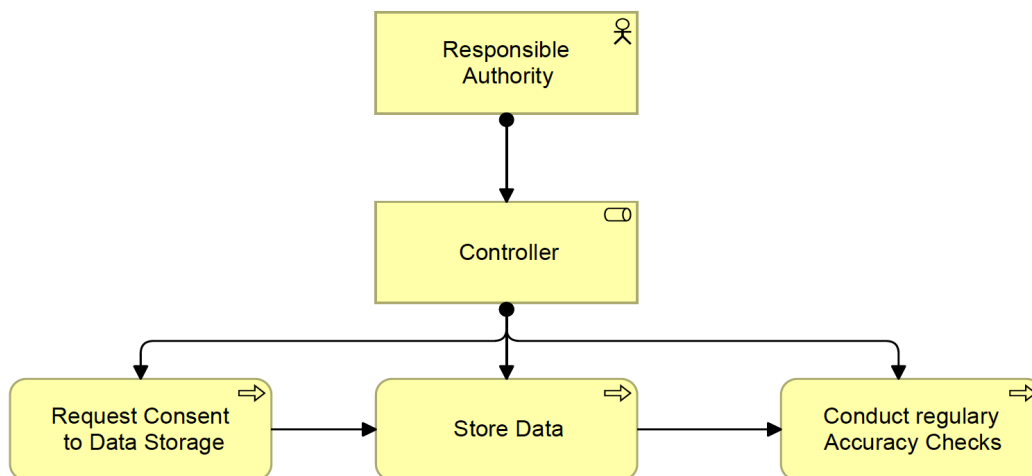 Responsible
Authority
Controller
Request Consent
to Data Storage
Store Data
Conduct regulary
Accuracy Checks